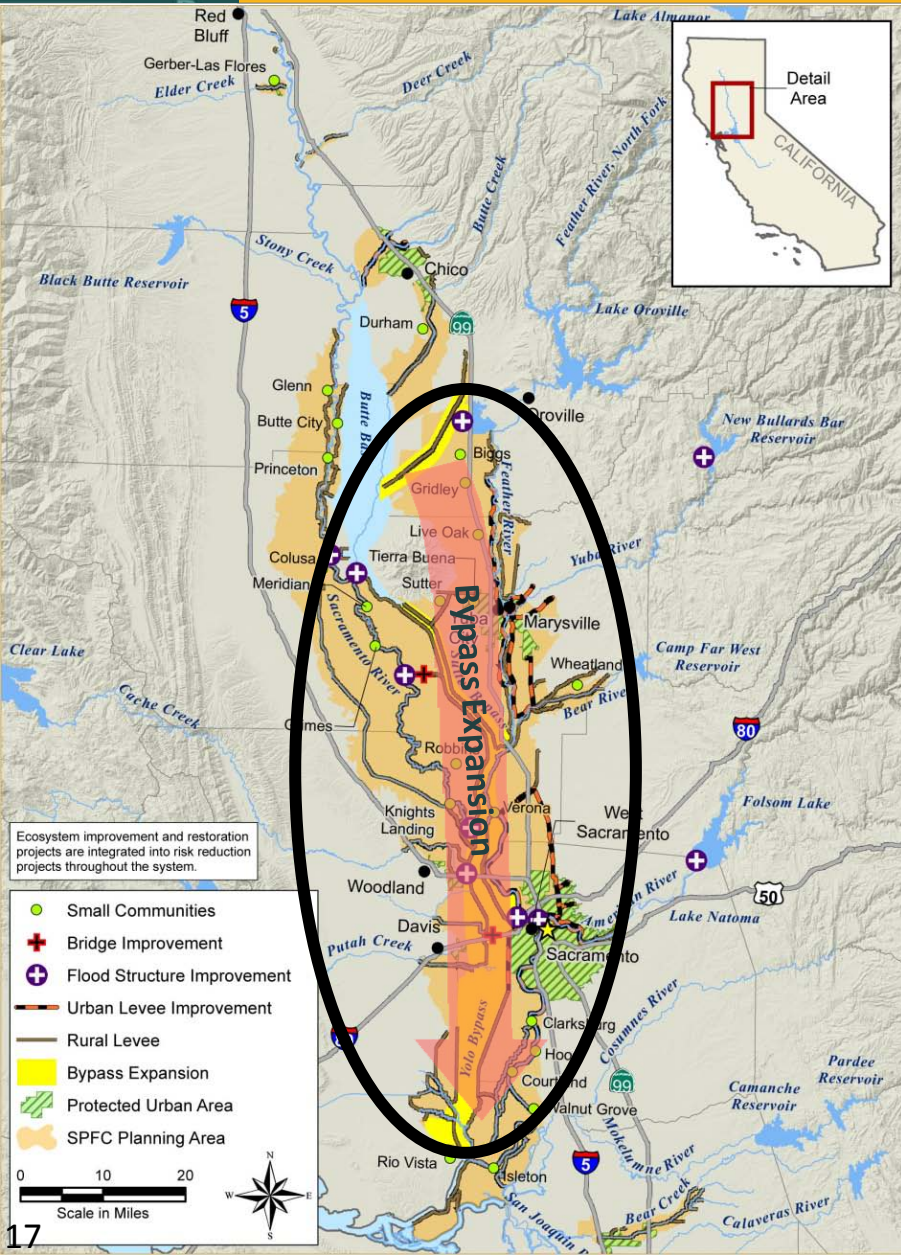 Red
Bluff
Lake Almanor
Gerber-Las Flores
Elder Creek
Deer Creek
Detail
Area
CALIFORNIA
Butte Creek
Feather River, North Fork
Stony Creek
Black Butte Reservoir
Chico
5
99
Lake Oroville
Durham
Glenn
Butte City
Princeton
Oroville
New Bullards Bar
Reservoir
Biggs
Gridley
Feather River
Live Oak
Colusa
Tierra Buena
Yuba River
Meridian
Sutter
Marysville
Bypass Expansion
Sacramento River
Clear Lake
Camp Far West
Reservoir
Wheatland
Bear River
Cache Creek
Grimes
80
Knights
Landing
Verona
West
Sacramento
Folsom Lake
Ecosystem improvement and restoration
projects are integrated into risk reduction
projects throughout the system.
Woodland
American River
50
Lake Natoma
Davis
Putah Creek
Sacramento
Small Communities
Bridge Improvement
Flood Structure Improvement
Urban Levee Improvement
Rural Levee
Bypass Expansion
Protected Urban Area
SPFC Planning Area
0 10 20
Scale in Miles
N
W E
S
Yolo Bypass
Clarksburg
Cosumnes River
Courtland
99
Pardee
Reservoir
Camanche
Reservoir
Walnut Grove
Mokelumne River
Rio Vista
Isleton
5
San Joaquin
Bear Creek
Calaveras River
17